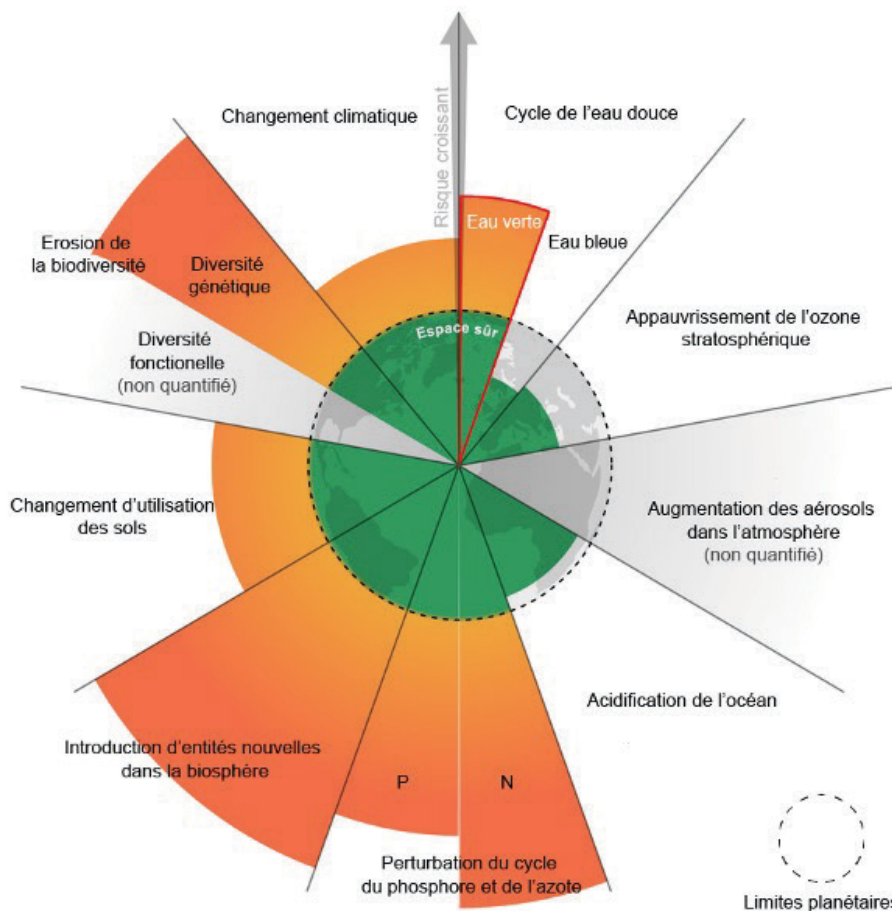 Changement climatique
Cycle de l'eau douce
Risque croissant
Eau verte
Eau bleue
Erosion de
la biodiversité
Diversité
génétique
Espace sûr
Appauvrissement de l'ozone
stratosphérique
Diversité
fonctionelle
(non quantifié)
Changement d'utilisation
des sols
Augmentation des aérosols
dans l'atmosphère
(non quantifié)
Acidification de l'océan
Introduction d'entités nouvelles
dans la biosphère
P
N
Perturbation du cycle
du phosphore et de l'azote
Limites planétaires